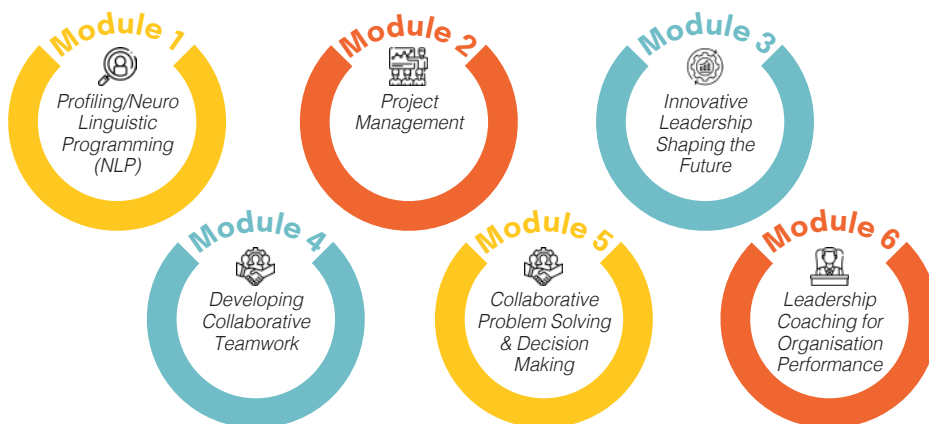 Module 1
Profiling/Neuro
Linguistic
Programming
(NLP)
Module 2
Project
Management
Module 3
Innovative
Leadership
Shaping the
Future
Module 4
Developing
Collaborative
Teamwork
Module 5
Collaborative
Problem Solving
& Decision
Making
Module 6
Leadership
Coaching for
Organisation
Performance